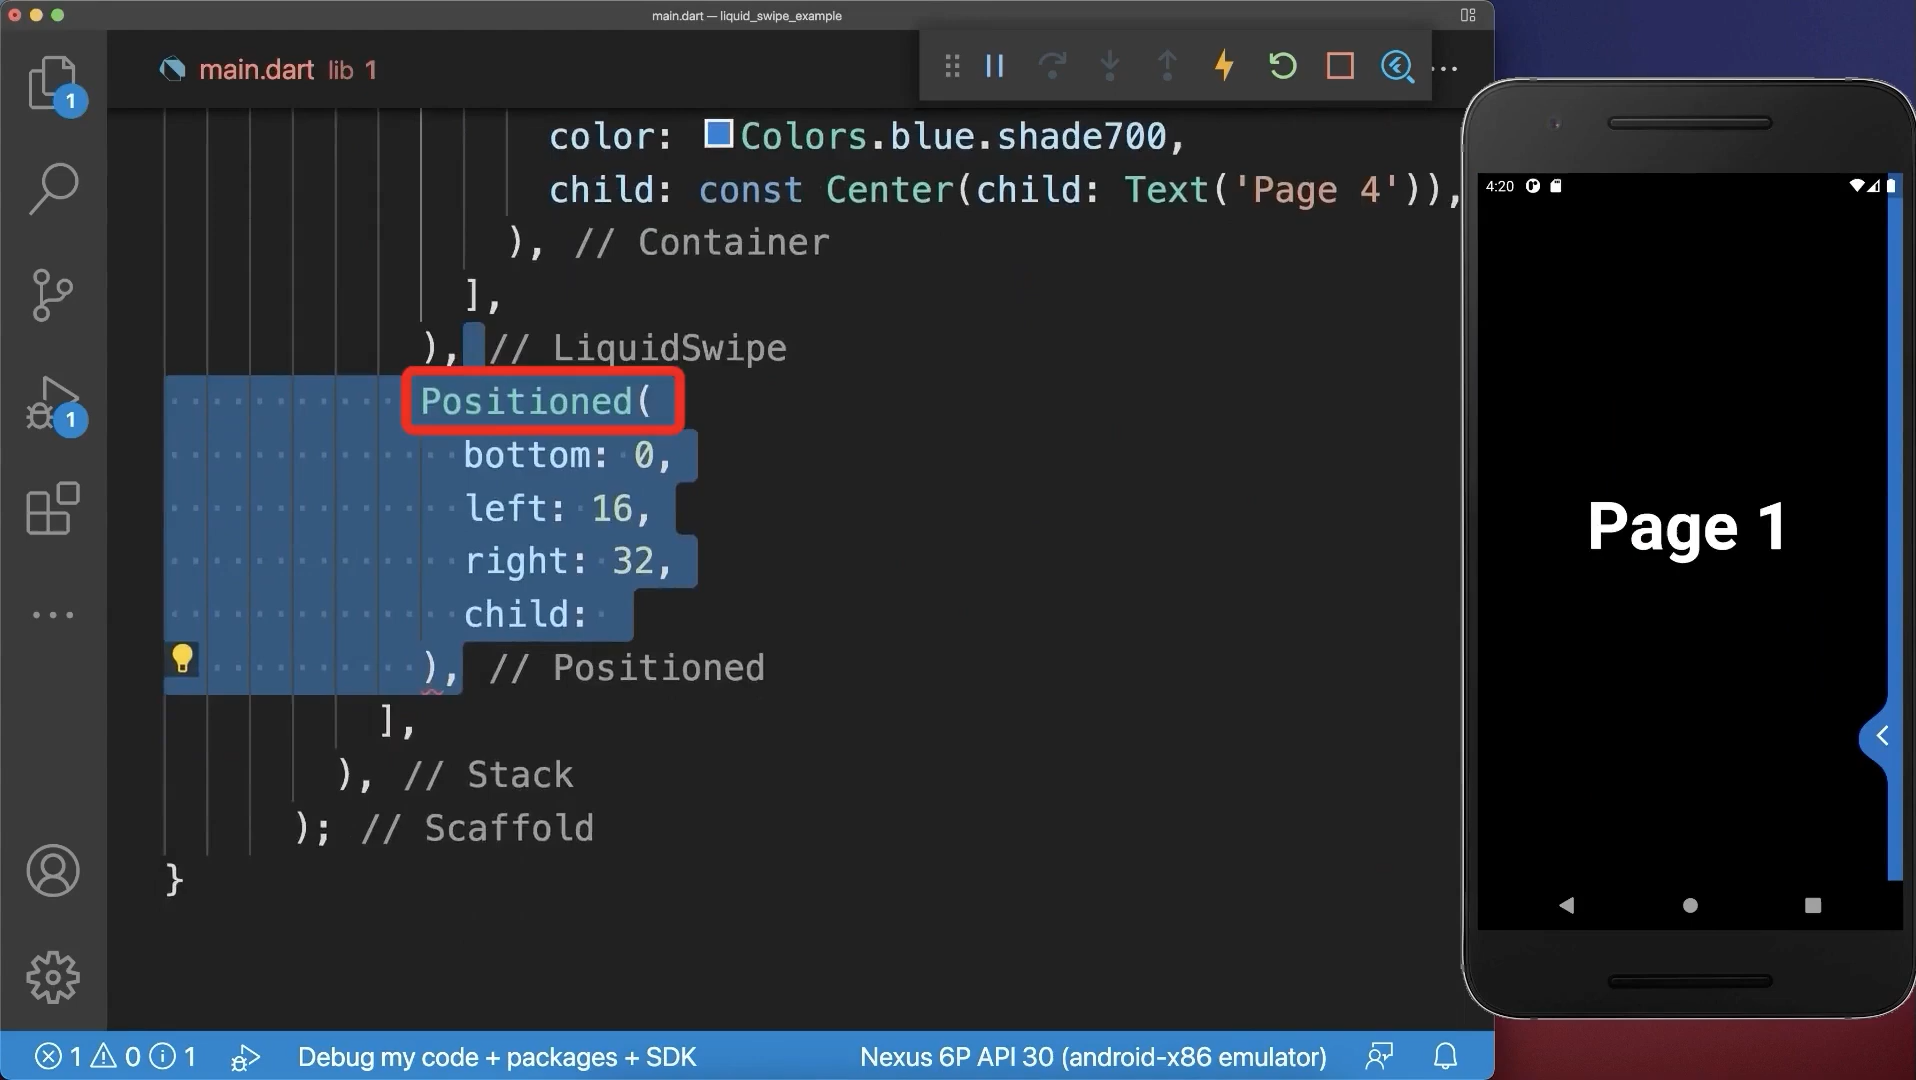 main.dart — liquid_swipe_example
main.dart lib 1
1
color: Colors.blue.shade700,
child: const Center(child: Text('Page 4')),
), // Container
],
), // LiquidSwipe
Positioned(
bottom: 0,
left: 16,
right: 32,
child:
), // Positioned
],
), // Stack
); // Scaffold
}
1
1 0 1 Debug my code + packages + SDK Nexus 6P API 30 (android-x86 emulator)
4:20
Page 1